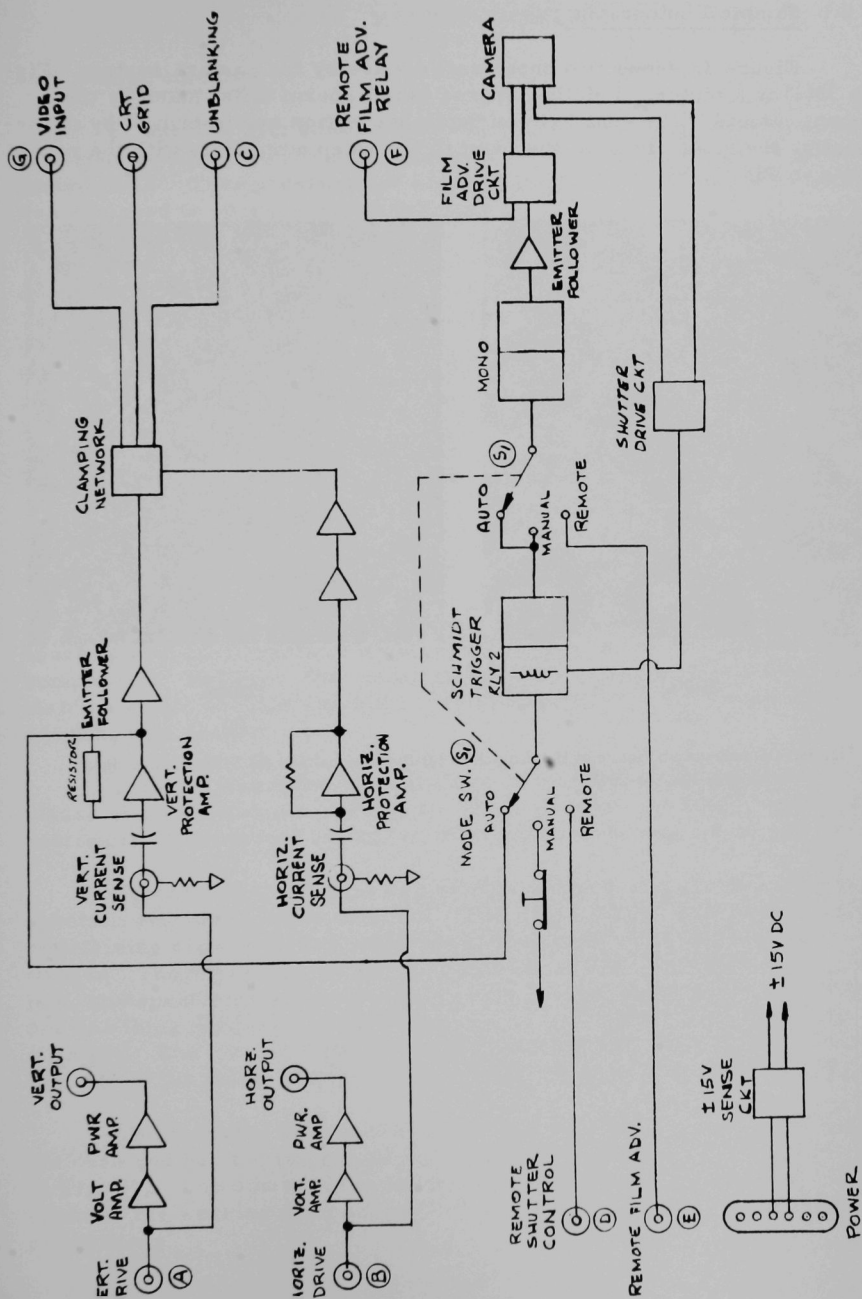 ERT.
RIVE
(A)
VOLT
AMP.
PWR
AMP.
VERT.
OUTPUT
VERT.
CURRENT
SENSE
RESISTOR
VERT.
PROTECTION
AMP.
EMITTER
FOLLOWER
CLAMPING
NETWORK
(G)
VIDEO
INPUT
CRT
GRID
UNBLANKING
(C)
HORIZ.
DRIVE
(B)
VOLT.
AMP.
PWR.
AMP
HORZ.
OUTPUT
HORIZ.
CURRENT
SENSE
HORIZ.
PROTECTION
AMP.
REMOTE
FILM ADV.
RELAY
(F)
REMOTE
SHUTTER
CONTROL
(D)
MODE SW. (S1)
AUTO
MANUAL
REMOTE
SCHMIDT
TRIGGER
RLY 2
AUTO
MANUAL
REMOTE
(S1)
MONO
EMITTER
FOLLOWER
FILM
ADV.
DRIVE
CKT
CAMERA
REMOTE FILM ADV.
(E)
SHUTTER
DRIVE CKT
POWER
±15V
SENSE
CKT
±15V DC